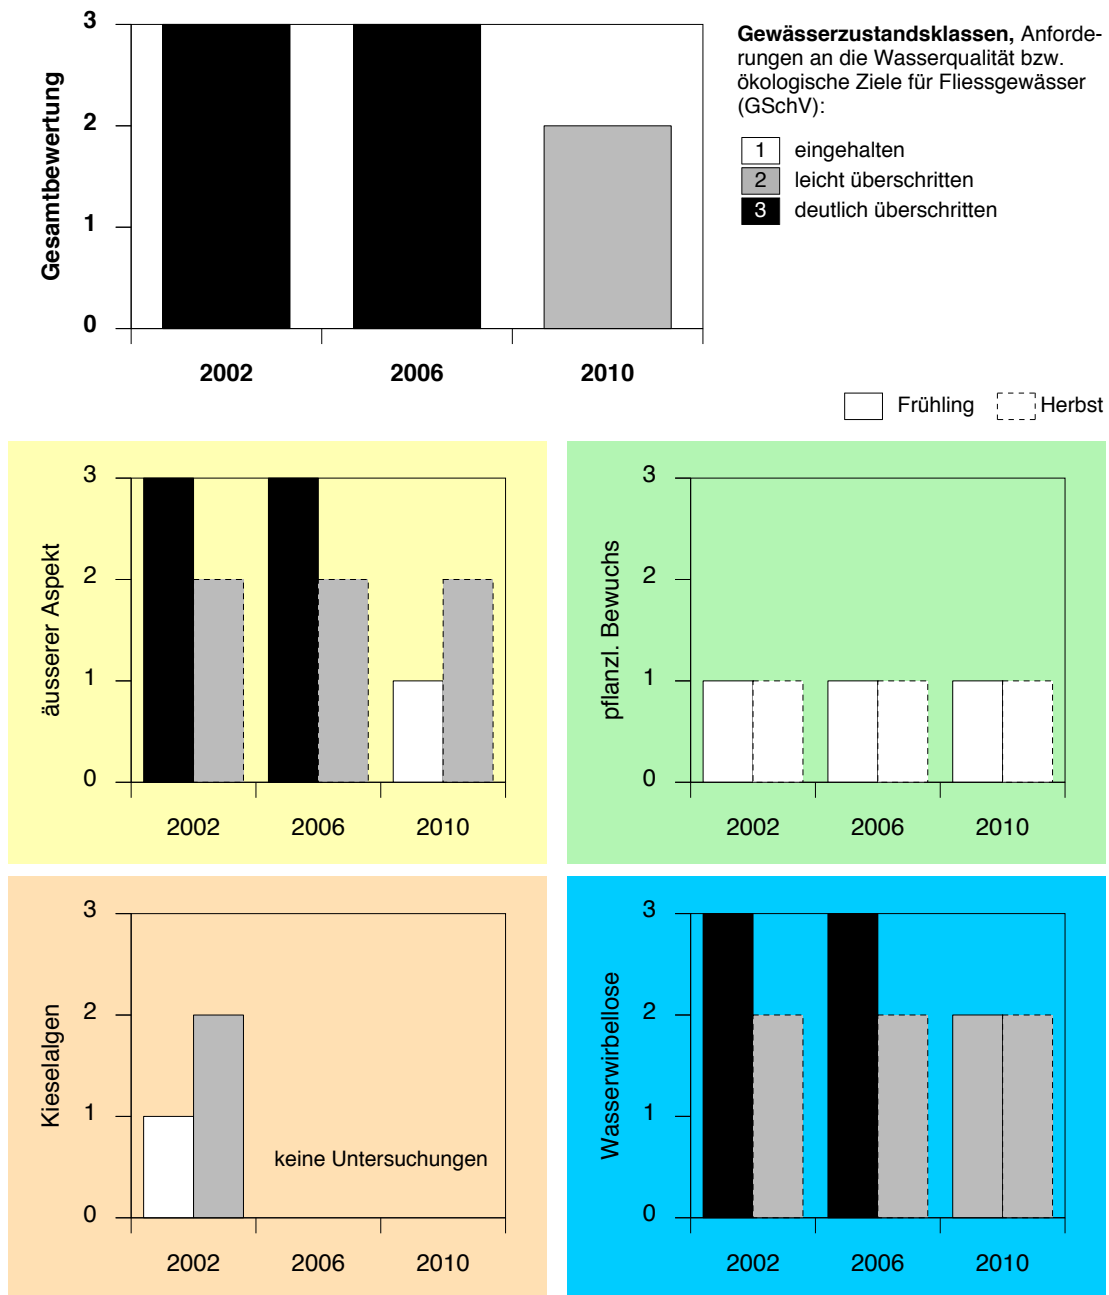 Gesamtbewertung
3
2
1
0
2002 2006 2010
Gewässerzustandsklassen, Anforde-
rungen an die Wasserqualität bzw.
ökologische Ziele für Fliessgewässer
(GSchV):
1 eingehalten
2 leicht überschritten
3 deutlich überschritten
Frühling Herbst
äusserer Aspekt
3
2
1
0
2002 2006 2010
pflanzl. Bewuchs
3
2
1
0
2002 2006 2010
Kieselalgen
3
2
1
0
keine Untersuchungen
2002 2006 2010
Wasserwirbellose
3
2
1
0
2002 2006 2010